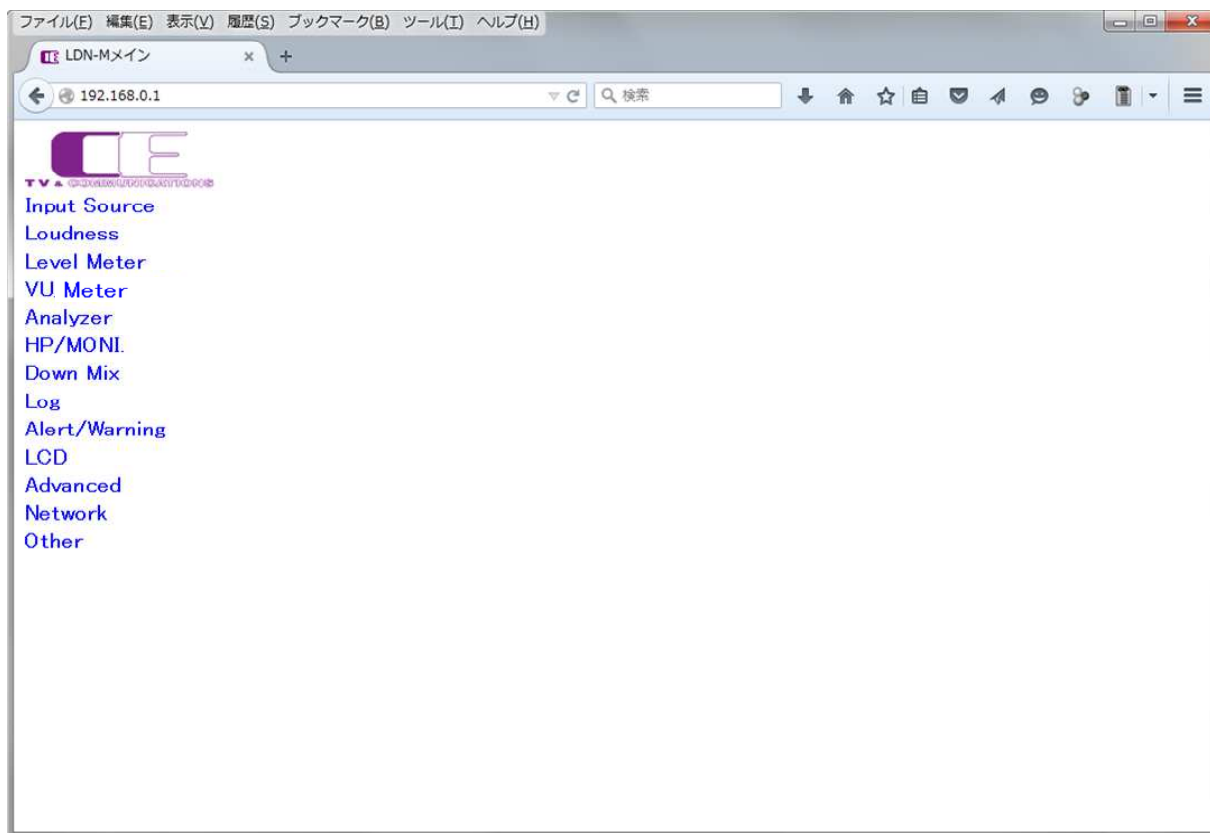 ファイル(F) 編集(E) 表示(V) 履歴(S) ブックマーク(B) ツール(T) ヘルプ(H)
LDN-Mメイン
192.168.0.1
検索
CE
TV & COMMUNICATIONS
Input Source
Loudness
Level Meter
VU. Meter
Analyzer
HP/MONI.
Down Mix
Log
Alert/Warning
LCD
Advanced
Network
Other